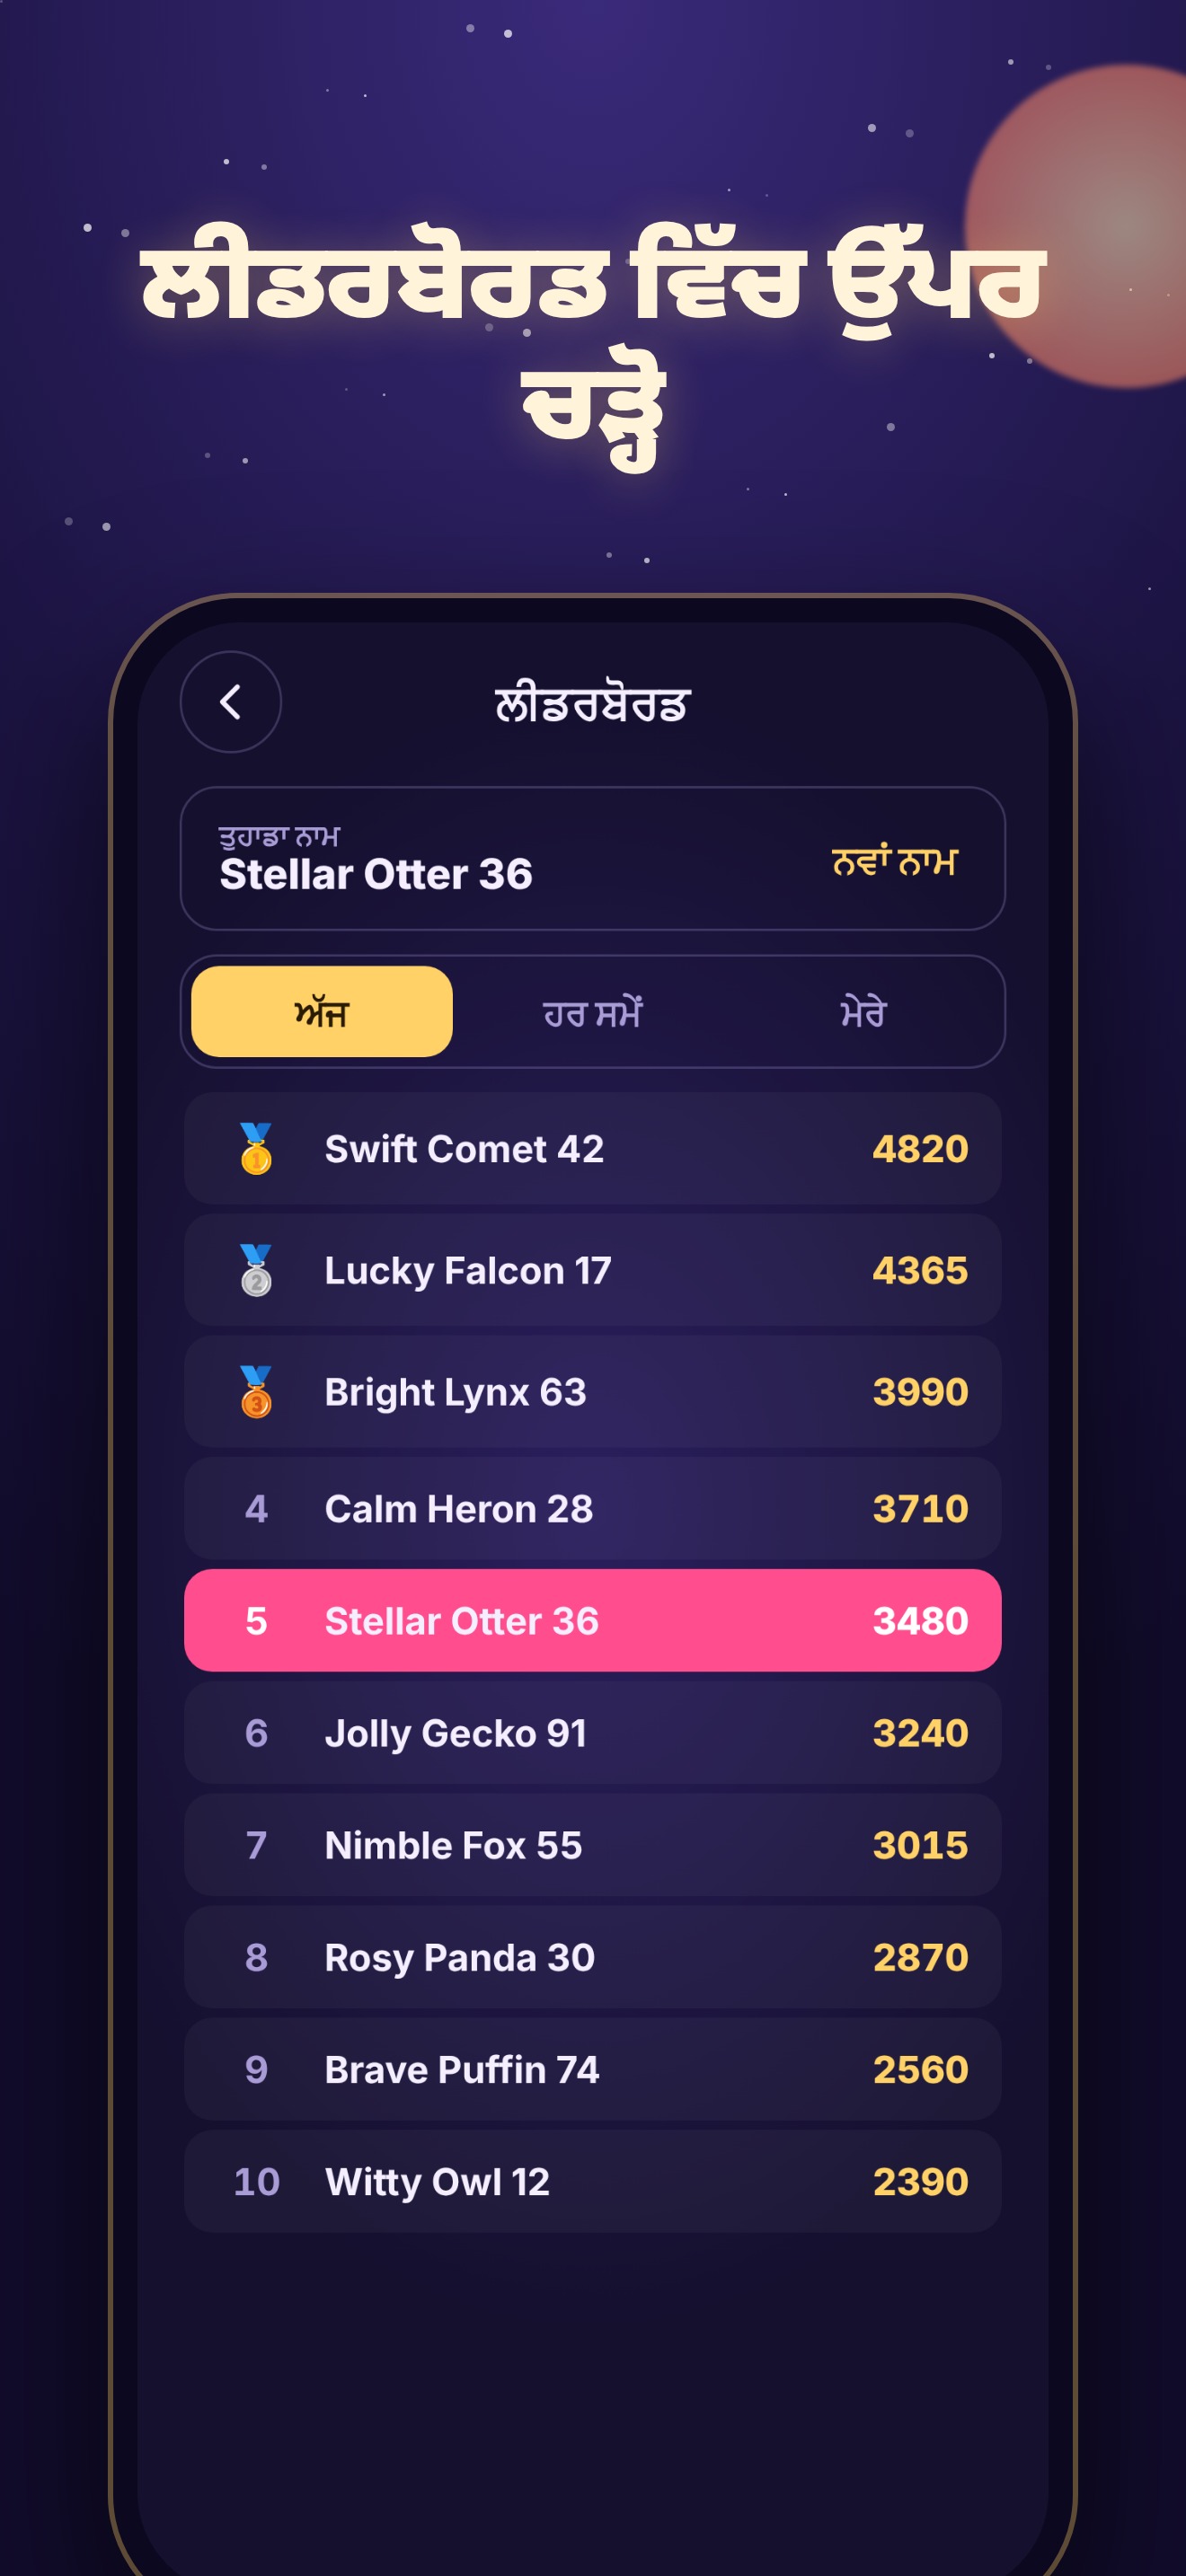 ਲੀਡਰਬੋਰਡ ਵਿੱਚ ਉੱਪਰ
ਚੜ੍ਹੋ
ਲੀਡਰਬੋਰਡ
ਤੁਹਾਡਾ ਨਾਮ
Stellar Otter 36
ਨਵਾਂ ਨਾਮ
ਅੱਜ ਹਰ ਸਮੇਂ ਮੇਰੇ
1 Swift Comet 42 4820
2 Lucky Falcon 17 4365
3 Bright Lynx 63 3990
4 Calm Heron 28 3710
5 Stellar Otter 36 3480
6 Jolly Gecko 91 3240
7 Nimble Fox 55 3015
8 Rosy Panda 30 2870
9 Brave Puffin 74 2560
10 Witty Owl 12 2390